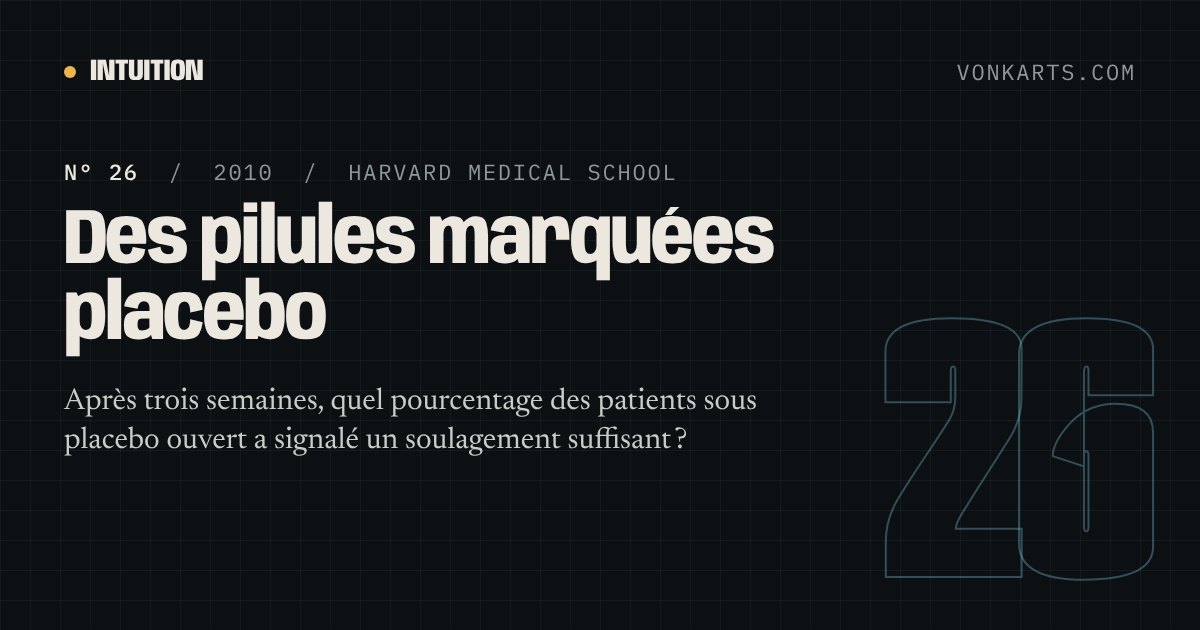 INTUITION
VONKARTS.COM
N° 26 / 2010 / HARVARD MEDICAL SCHOOL
Des pilules marquées
placebo
Après trois semaines, quel pourcentage des patients sous
placebo ouvert a signalé un soulagement suffisant ?
26